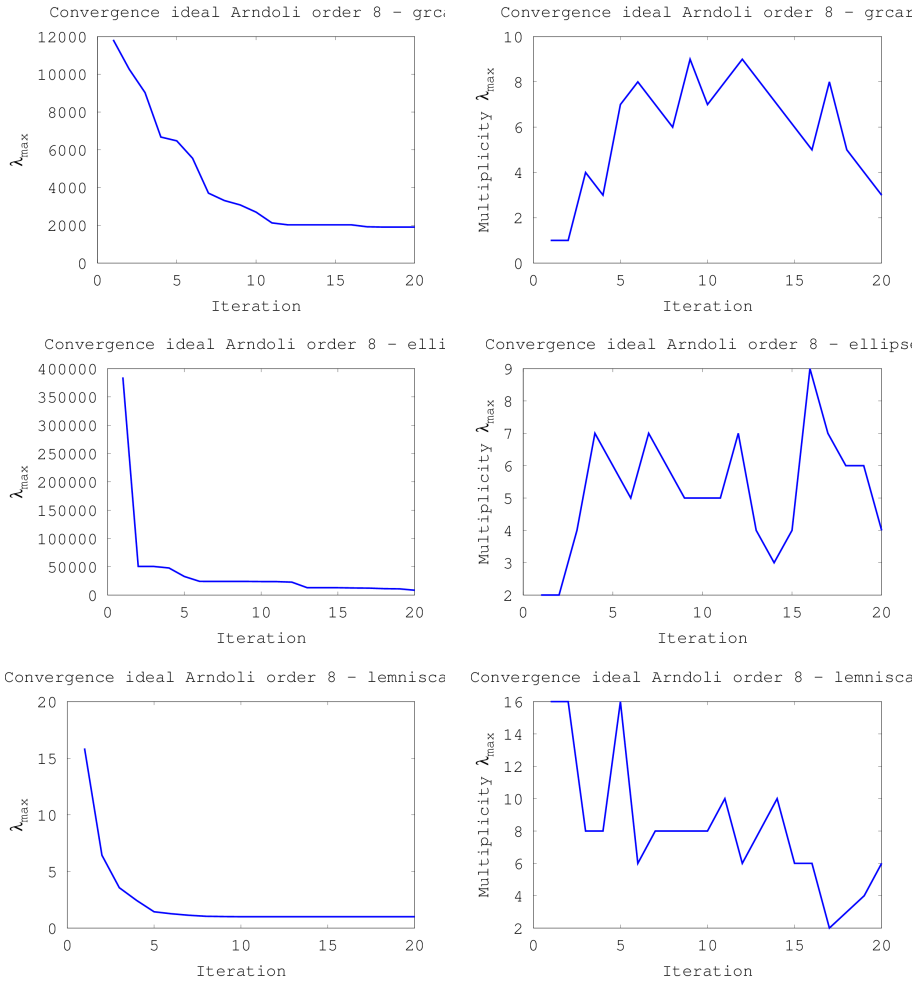 Convergence ideal Arndoli order 8 - grca
12000
10000
8000
6000
4000
2000
0
λmax
0 5 10 15 20
Iteration
Convergence ideal Arndoli order 8 - grcar
10
8
6
4
2
0
Multiplicity λmax
0 5 10 15 20
Iteration
Convergence ideal Arndoli order 8 - elli
400000
350000
300000
250000
200000
150000
100000
50000
0
λmax
0 5 10 15 20
Iteration
Convergence ideal Arndoli order 8 - ellipse
9
8
7
6
5
4
3
2
Multiplicity λmax
0 5 10 15 20
Iteration
Convergence ideal Arndoli order 8 - lemnisca
20
15
10
5
0
λmax
0 5 10 15 20
Iteration
Convergence ideal Arndoli order 8 - lemnisca
16
14
12
10
8
6
4
2
Multiplicity λmax
0 5 10 15 20
Iteration